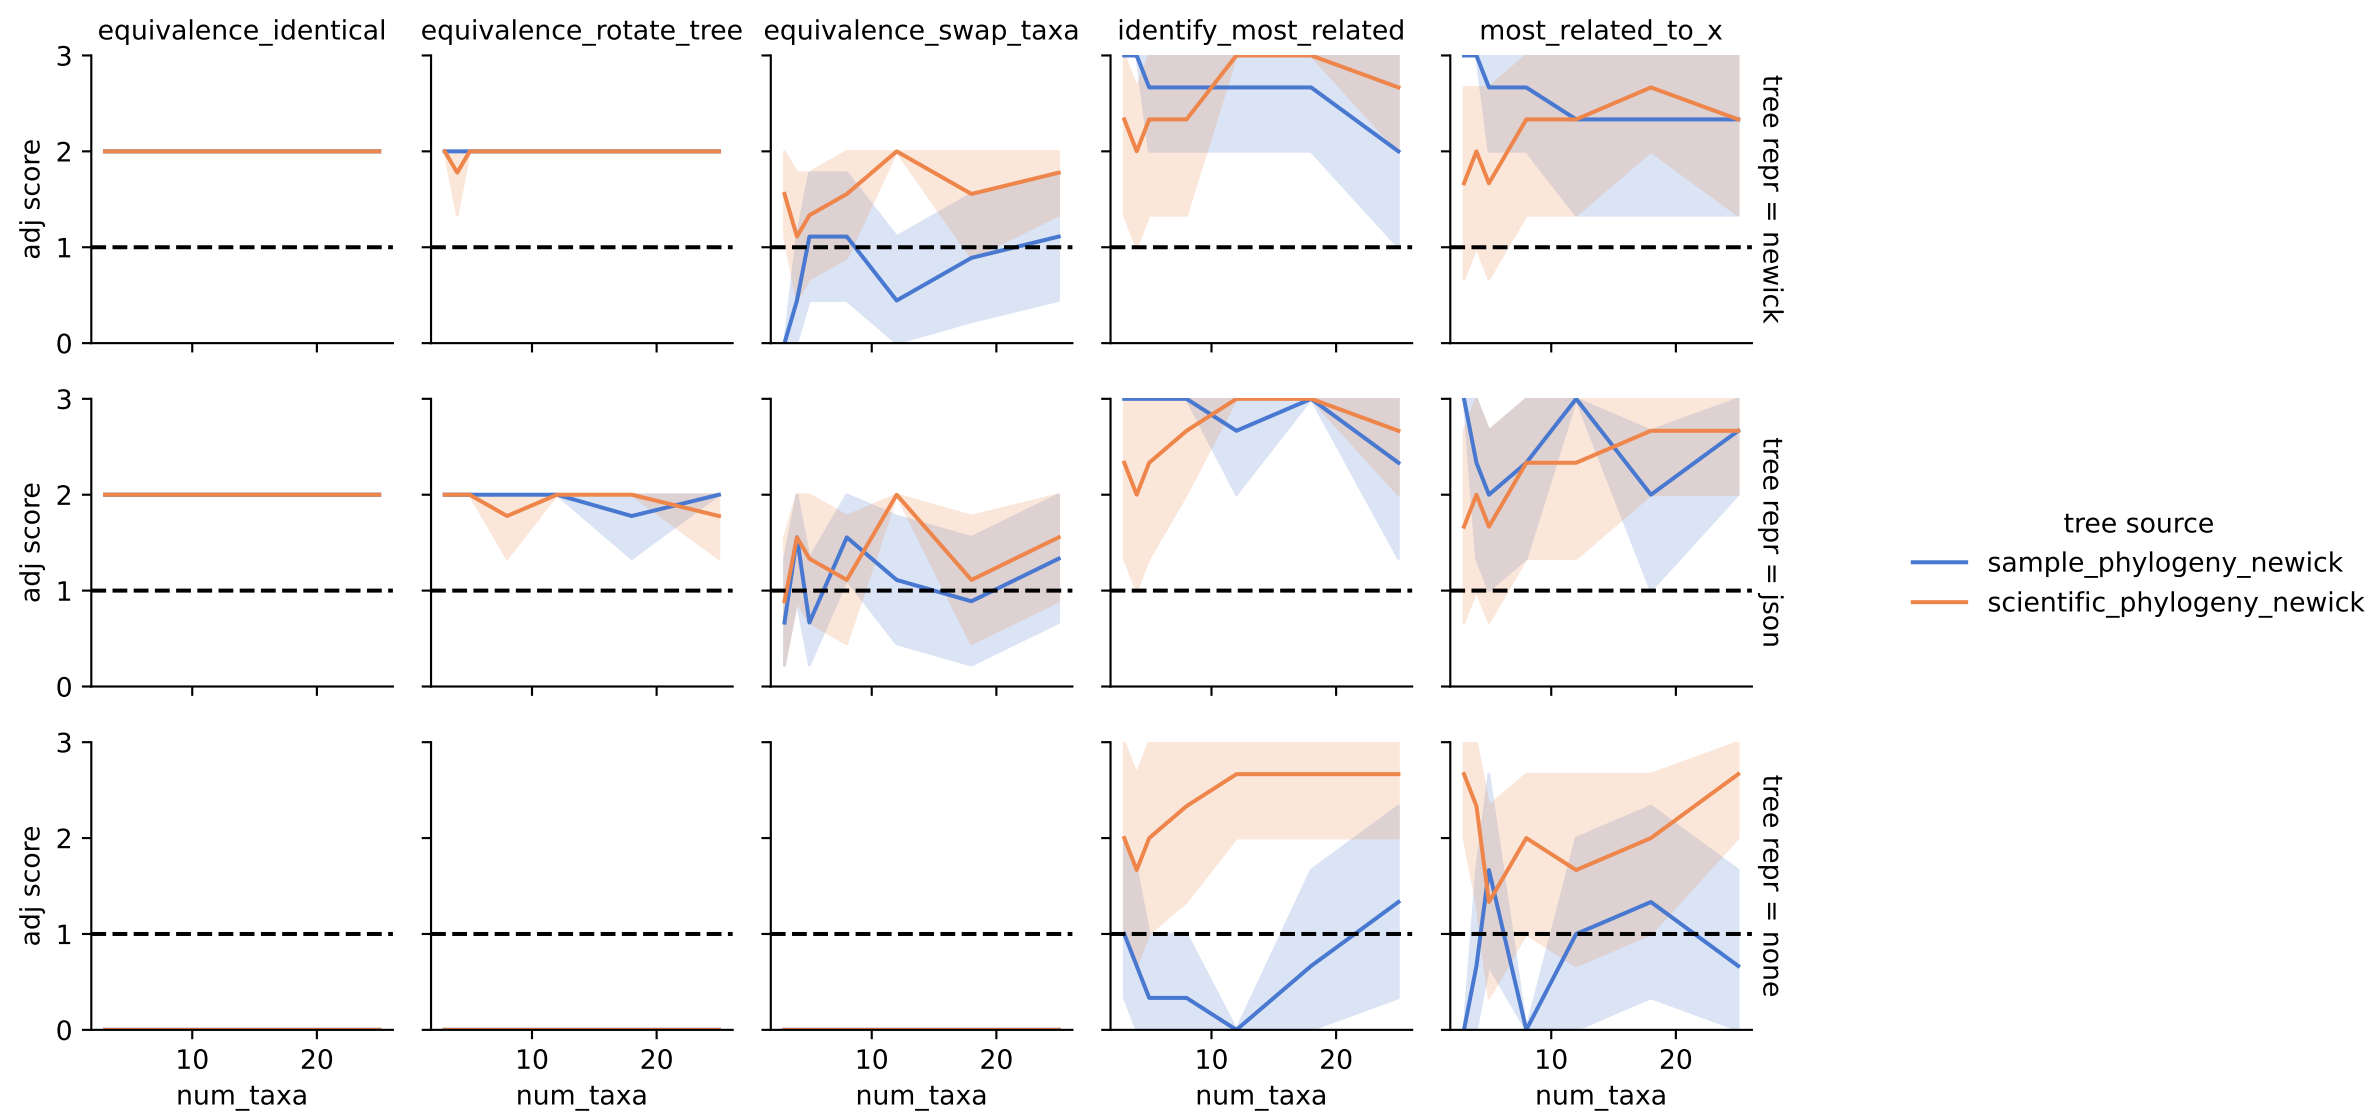 equivalence_identical
equivalence_rotate_tree
equivalence_swap_taxa
identify_most_related
most_related_to_x
3
2
1
0
adj score
tree repr = newick
3
2
1
0
adj score
tree repr = json
3
2
1
0
adj score
tree repr = none
10 20
num_taxa
10 20
num_taxa
10 20
num_taxa
10 20
num_taxa
10 20
num_taxa
tree source
sample_phylogeny_newick
scientific_phylogeny_newick